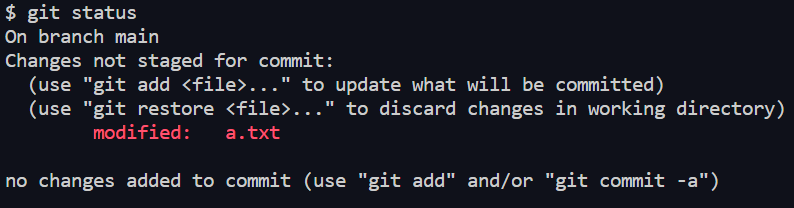 $ git status
On branch main
Changes not staged for commit:
  (use "git add <file>..." to update what will be committed)
  (use "git restore <file>..." to discard changes in working directory)
        modified:   a.txt

no changes added to commit (use "git add" and/or "git commit -a")